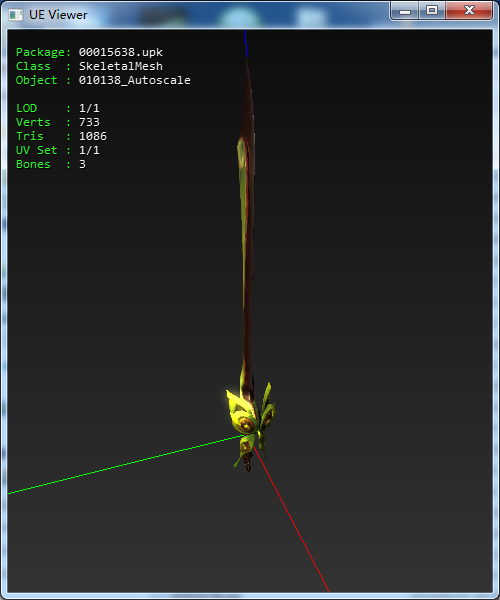 UE Viewer
Package: 00015638.upk
Class : SkeletalMesh
Object : 010138_Autoscale
LOD : 1/1
Verts : 733
Tris : 1086
UV Set : 1/1
Bones : 3